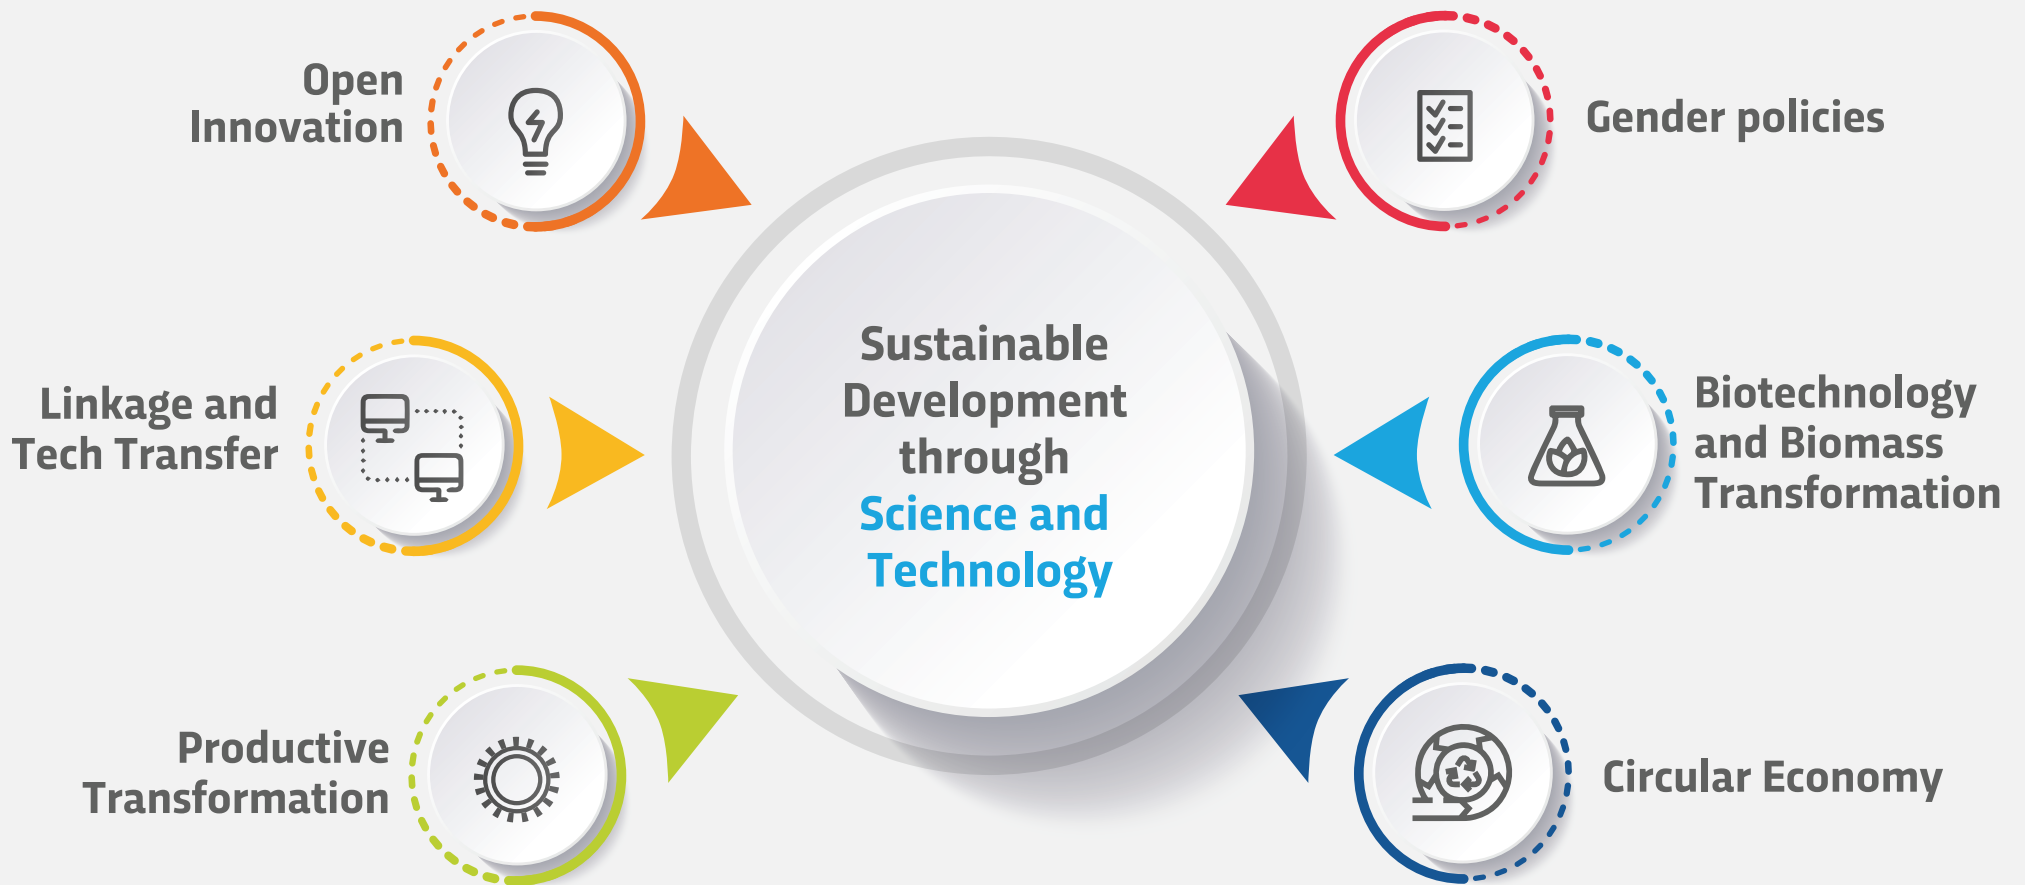 Open
Innovation
Gender policies
Sustainable
Development
through
Science and
Technology
Linkage and
Tech Transfer
Biotechnology
and Biomass
Transformation
Productive
Transformation
Circular Economy